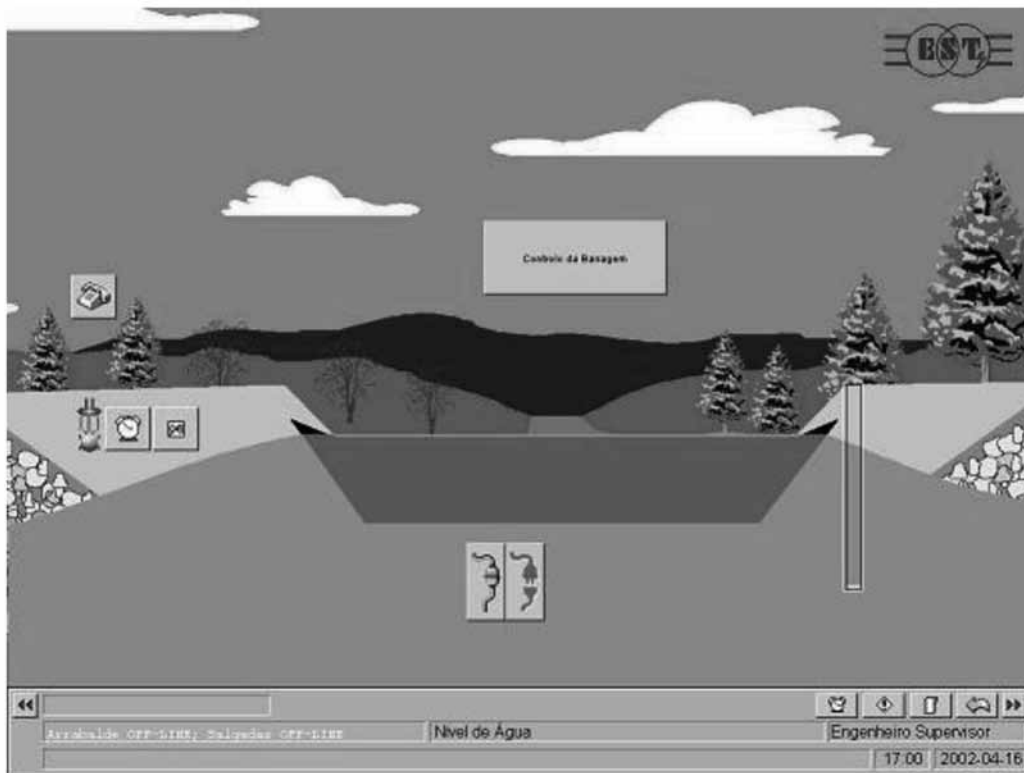 EST
Controlo da Barragem
Arrabalde OFF-LINE; Salgadas OFF-LINE
Nivel de Água
Engenheiro Supervisor
17:00
2002-04-16